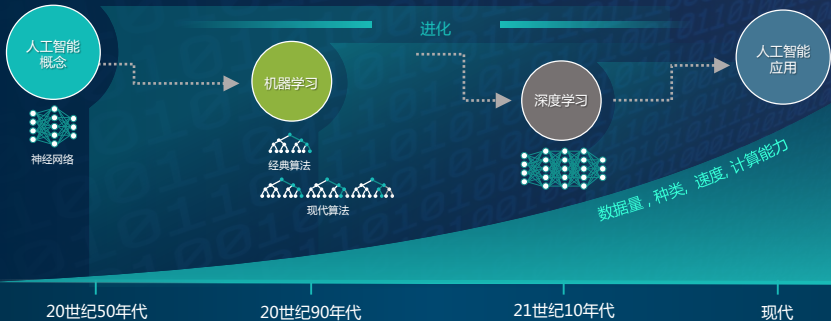 进化
人工智能
概念
机器学习
深度学习
人工智能
应用
神经网络
经典算法
现代算法
数据量，种类, 速度, 计算能力
20世纪50年代
20世纪90年代
21世纪10年代
现代